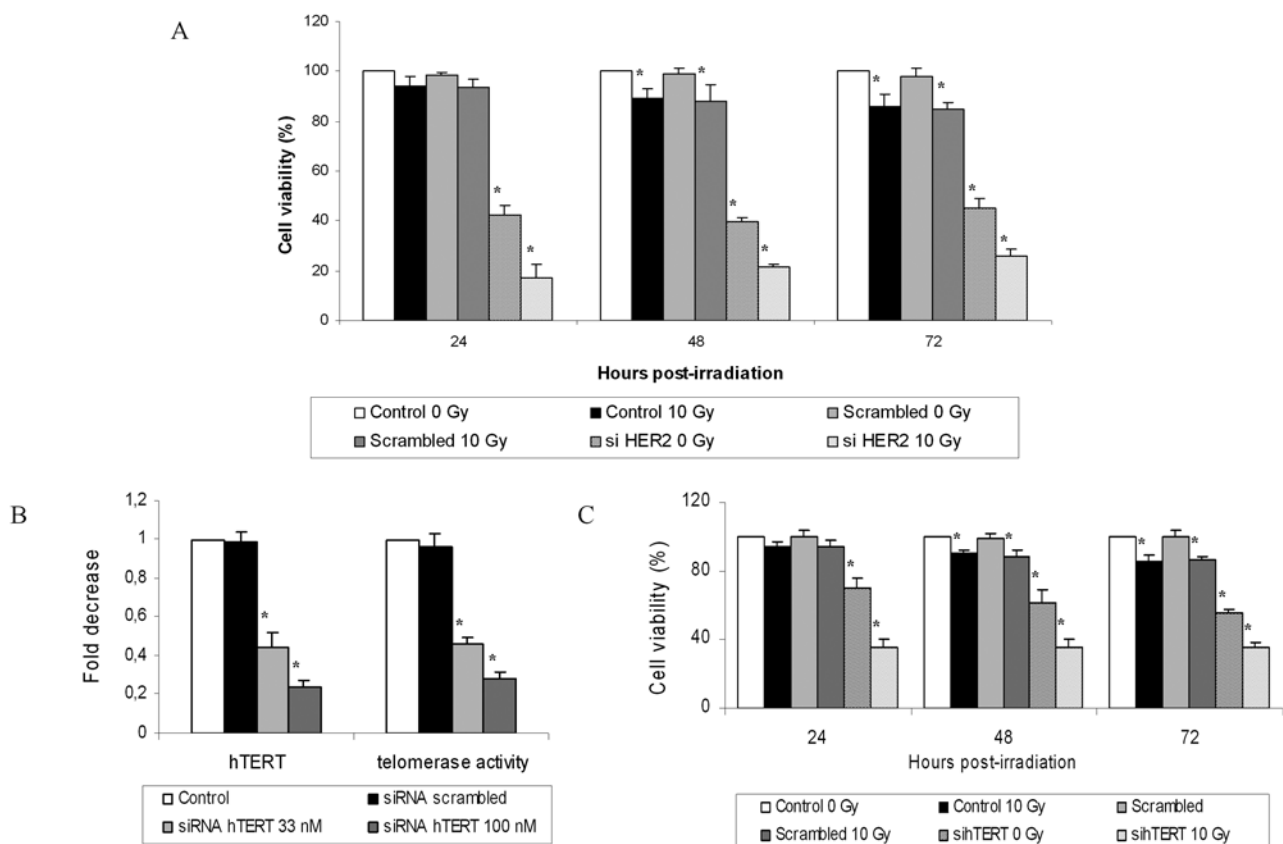 A
120
100
80
60
40
20
0
Cell viability (%)
* * * *
* * * *
* *
24 48 72
Hours post-irradiation
Control 0 Gy Control 10 Gy Scrambled 0 Gy
Scrambled 10 Gy si HER2 0 Gy si HER2 10 Gy
B
1,2
1
0,8
0,6
0,4
0,2
0
Fold decrease
* *
* *
hTERT telomerase activity
Control siRNA scrambled
siRNA hTERT 33 nM siRNA hTERT 100 nM
C
120
80
40
0
Cell viability (%)
* * * *
* * *
* * *
24 48 72
Hours post-irradiation
Control 0 Gy Control 10 Gy Scrambled
Scrambled 10 Gy sihTERT 0 Gy sihTERT 10 Gy